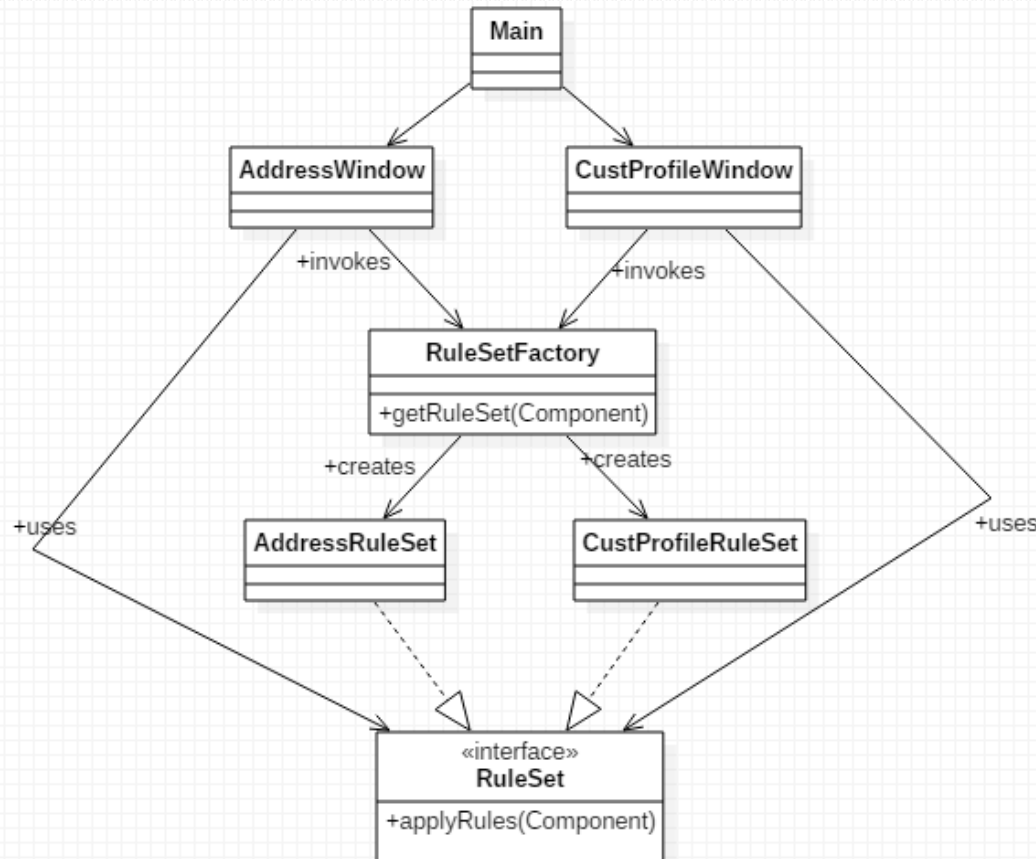 Main
AddressWindow
CustProfileWindow
+invokes
+invokes
RuleSetFactory
+getRuleSet(Component)
+creates
+creates
+uses
+uses
AddressRuleSet
CustProfileRuleSet
«interface»
RuleSet
+applyRules(Component)